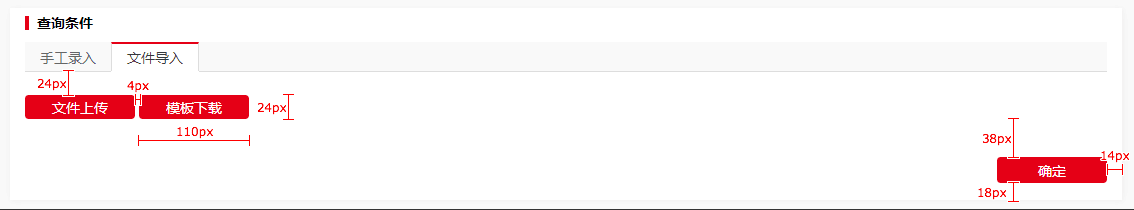 查询条件
手工录入 文件导入
24px 4px
文件上传 模板下载 24px
110px
38px
14px
确定
18px